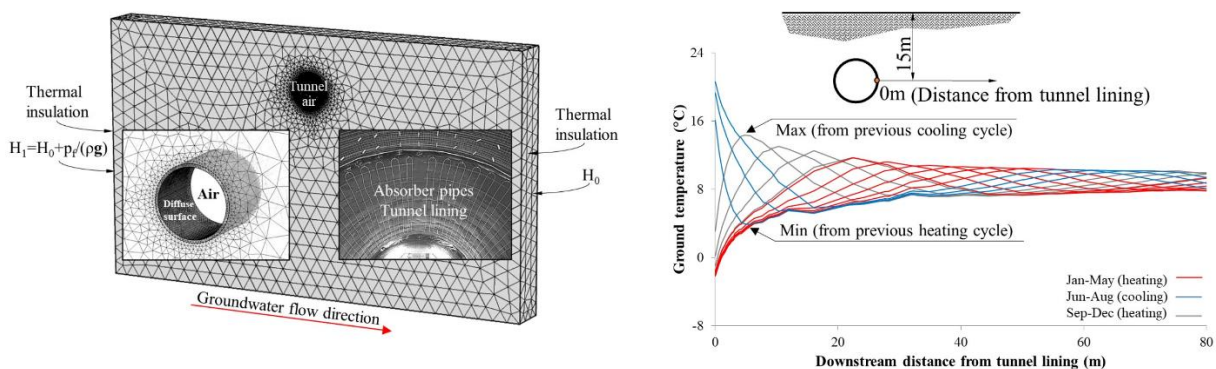 Thermal
insulation
H₁=H₀+p_f/(ρg)
Tunnel
air
Thermal
insulation
H₀
Air
Diffuse
surface
Absorber pipes
Tunnel lining
Groundwater flow direction
15m
0m (Distance from tunnel lining)
Max (from previous cooling cycle)
Min (from previous heating cycle)
Ground temperature (°C)
16
8
0
-8
Jan-May (heating)
Jun-Aug (cooling)
Sep-Dec (heating)
0
20
40
60
80
Downstream distance from tunnel lining (m)